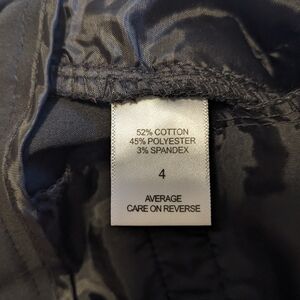 52% COTTON
45% POLYESTER
3% SPANDEX
4
AVERAGE
CARE ON REVERSE